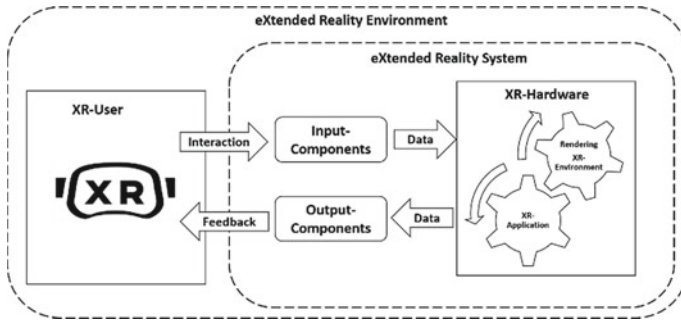 eXtended Reality Environment
eXtended Reality System
XR-User
XR
Interaction
Input-
Components
Data
XR-Hardware
Rendering
XR-
Environment
XR-
Application
Feedback
Output-
Components
Data